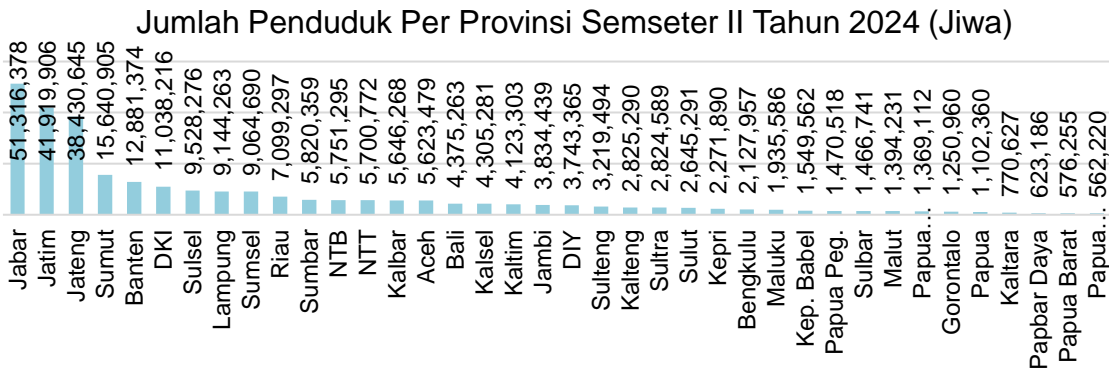 Jumlah Penduduk Per Provinsi Semseter II Tahun 2024 (Jiwa)
51,316,378
41,919,906
38,430,645
15,640,905
12,881,374
11,038,216
9,528,276
9,144,263
9,064,690
7,099,297
5,820,359
5,751,295
5,700,772
5,646,268
5,623,479
4,375,263
4,305,281
4,123,303
3,834,439
3,743,365
3,219,494
2,825,290
2,824,589
2,645,291
2,271,890
2,127,957
1,935,586
1,549,562
1,470,518
1,466,741
1,394,231
1,369,112
1,250,960
1,102,360
770,627
623,186
576,255
562,220
Jabar
Jatim
Jateng
Sumut
Banten
DKI
Sulsel
Lampung
Sumsel
Riau
Sumbar
NTB
NTT
Kalbar
Aceh
Bali
Kalsel
Kaltim
Jambi
DIY
Sulteng
Kalteng
Sultra
Sulut
Kepri
Bengkulu
Maluku
Kep. Babel
Papua Peg.
Sulbar
Malut
Papua…
Gorontalo
Papua
Kaltara
Papbar Daya
Papua Barat
Papua…